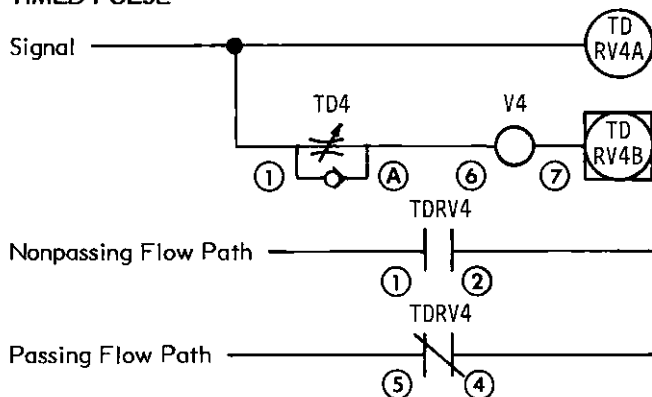 TIMED PULSE
Signal
TD
RV4A
TD4
V4
TD
RV4B
1
A
6
7
TDRV4
Nonpassing Flow Path
1
2
TDRV4
Passing Flow Path
5
4